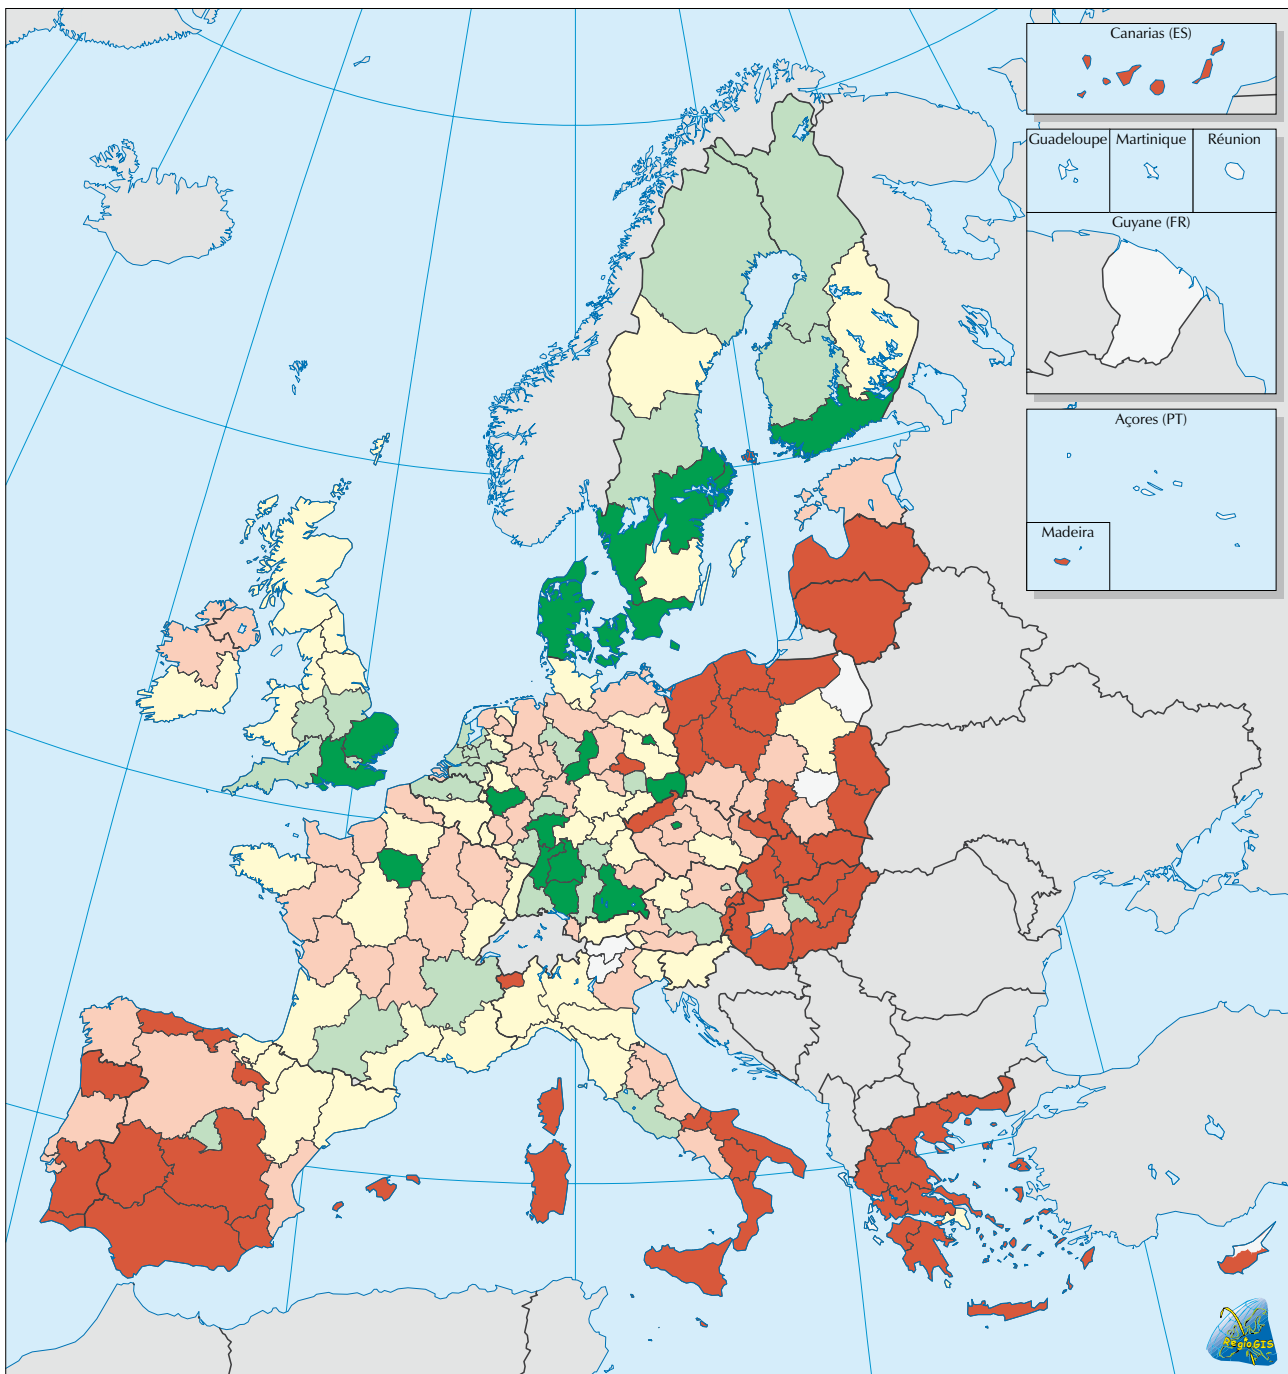 Canarias (ES)
Guadeloupe
Martinique
Réunion
Guyane (FR)
Açores (PT)
Madeira
RegioGIS